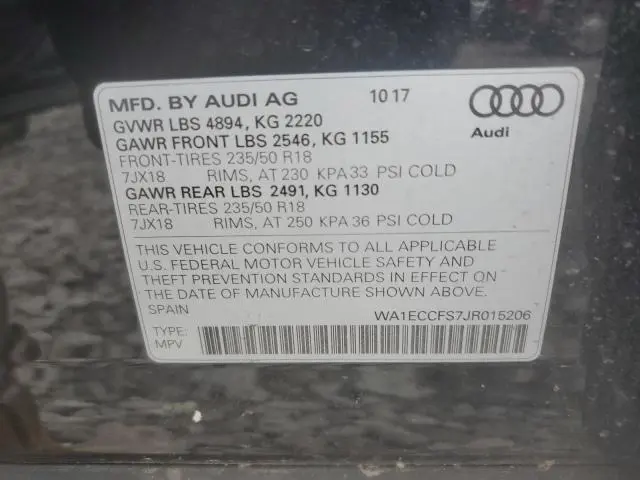 MFD. BY AUDI AG 10 17
GVWR LBS 4894, KG 2220
GAWR FRONT LBS 2546, KG 1155
FRONT-TIRES 235/50 R18
7JX18 RIMS, AT 230 KPA33 PSI COLD
GAWR REAR LBS 2491, KG 1130
REAR-TIRES 235/50 R18
7JX18 RIMS, AT 250 KPA 36 PSI COLD
Audi
THIS VEHICLE CONFORMS TO ALL APPLICABLE
U.S. FEDERAL MOTOR VEHICLE SAFETY AND
THEFT PREVENTION STANDARDS IN EFFECT ON
THE DATE OF MANUFACTURE SHOWN ABOVE.
SPAIN
WA1ECCFS7JR015206
TYPE:
MPV